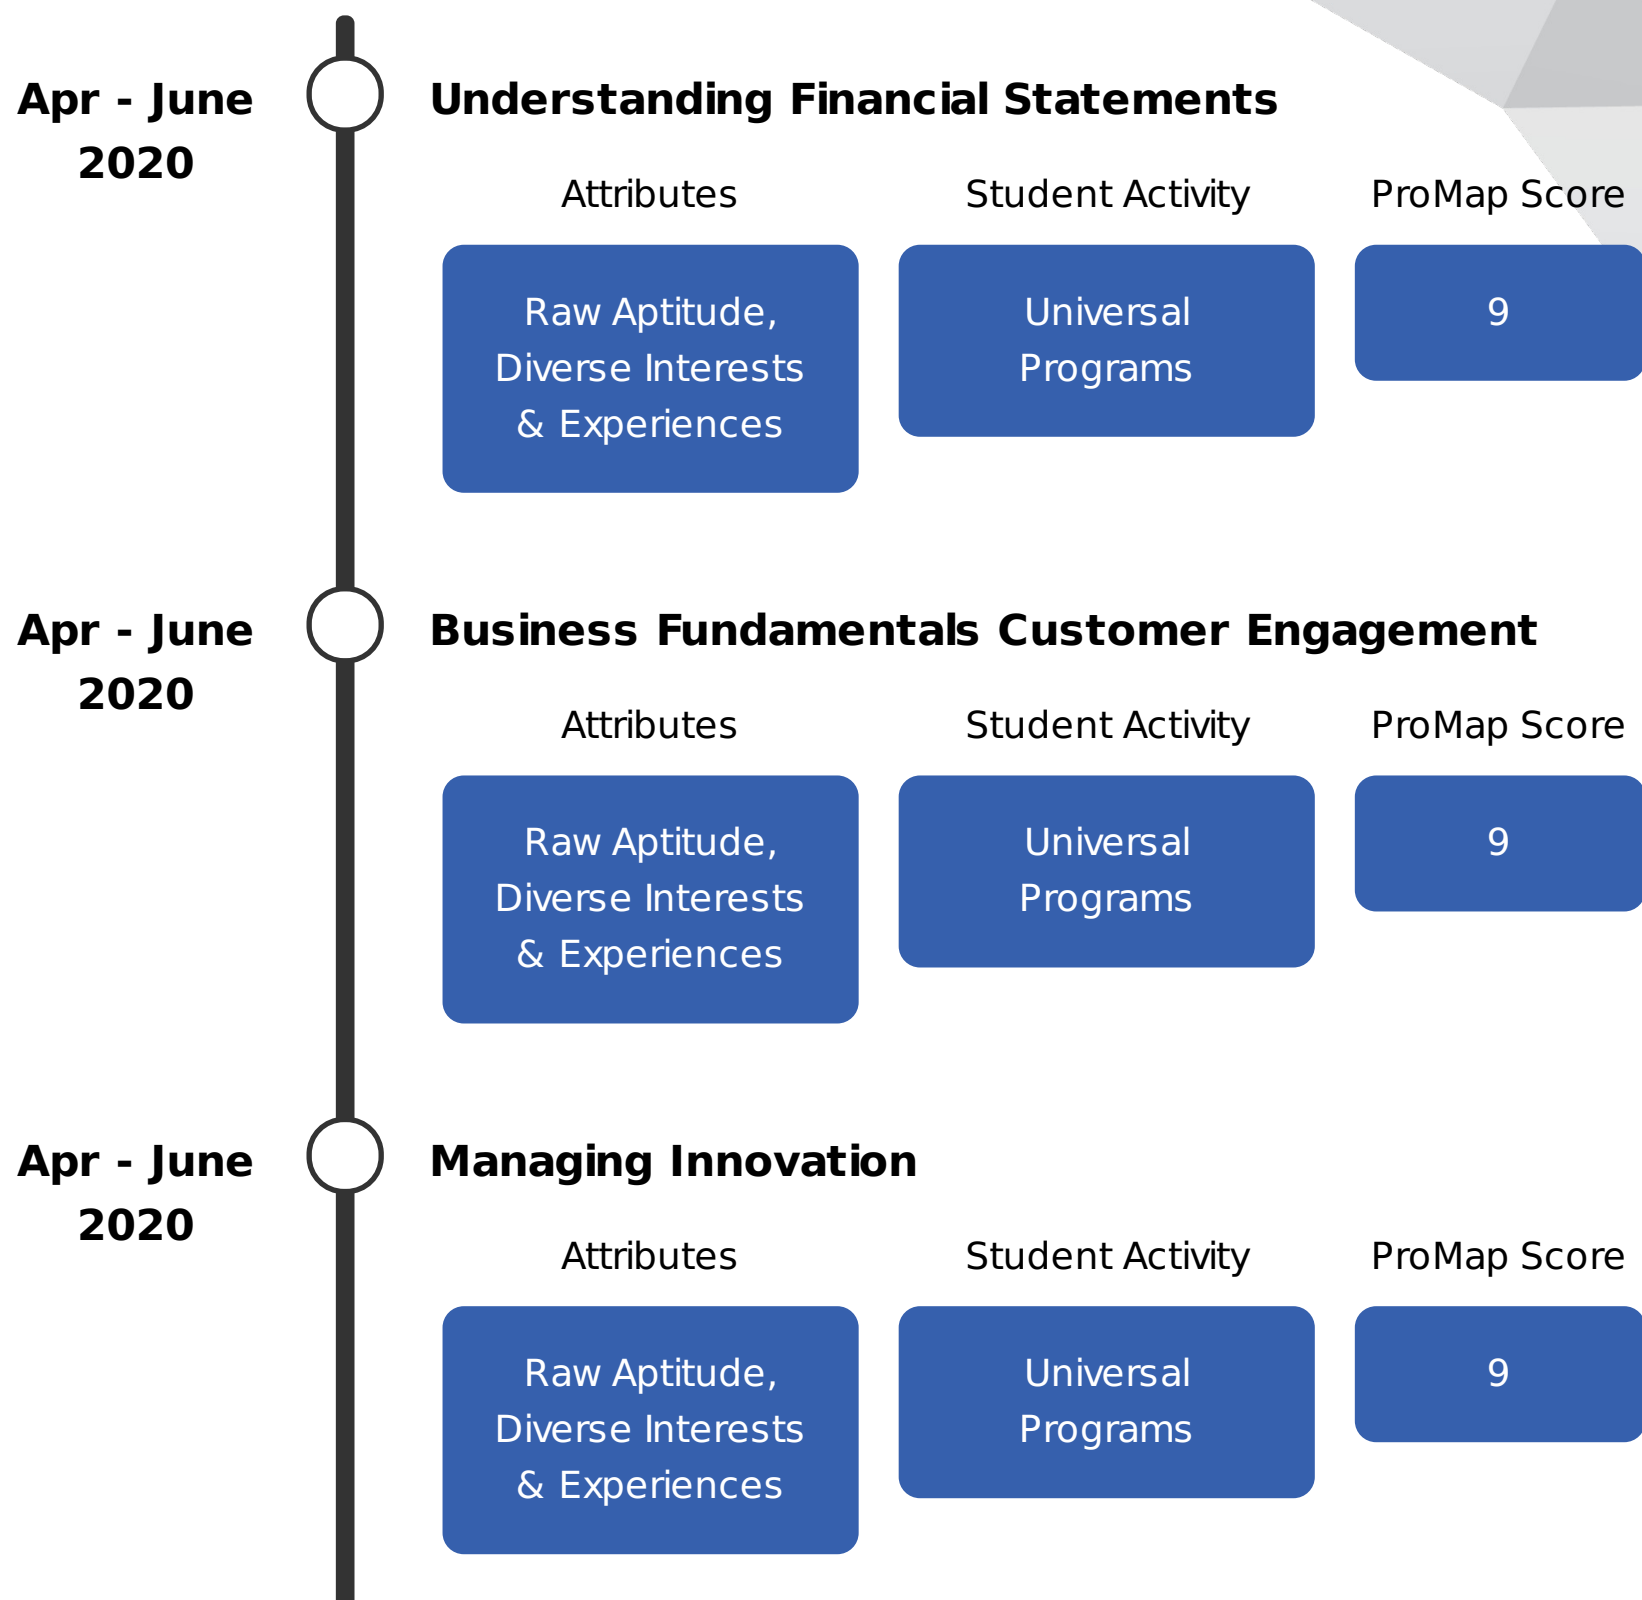 Apr - June
2020
Understanding Financial Statements
Attributes
Student Activity
ProMap Score
Raw Aptitude,
Diverse Interests
& Experiences
Universal
Programs
9
Apr - June
2020
Business Fundamentals Customer Engagement
Attributes
Student Activity
ProMap Score
Raw Aptitude,
Diverse Interests
& Experiences
Universal
Programs
9
Apr - June
2020
Managing Innovation
Attributes
Student Activity
ProMap Score
Raw Aptitude,
Diverse Interests
& Experiences
Universal
Programs
9